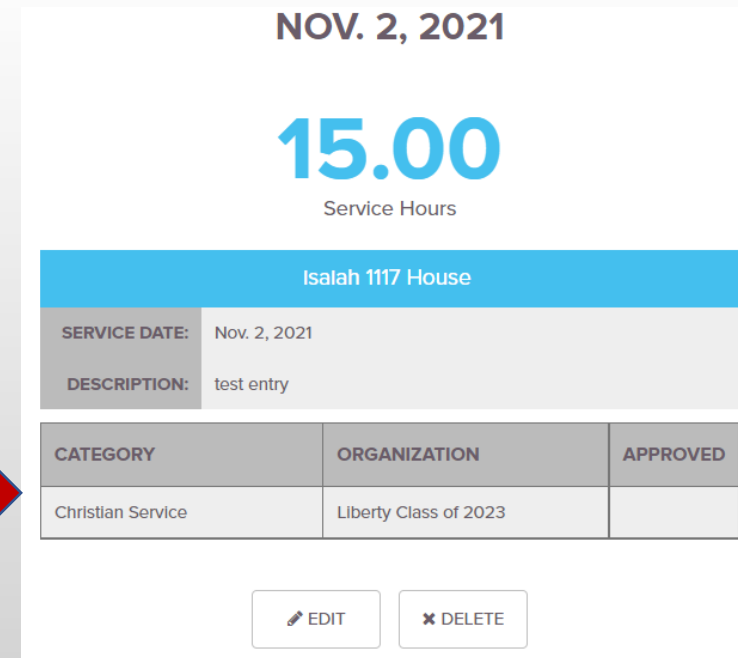 NOV. 2, 2021
15.00
Service Hours
Isaiah 1117 House
SERVICE DATE: Nov. 2, 2021
DESCRIPTION: test entry
CATEGORY ORGANIZATION APPROVED
Christian Service Liberty Class of 2023
EDIT DELETE